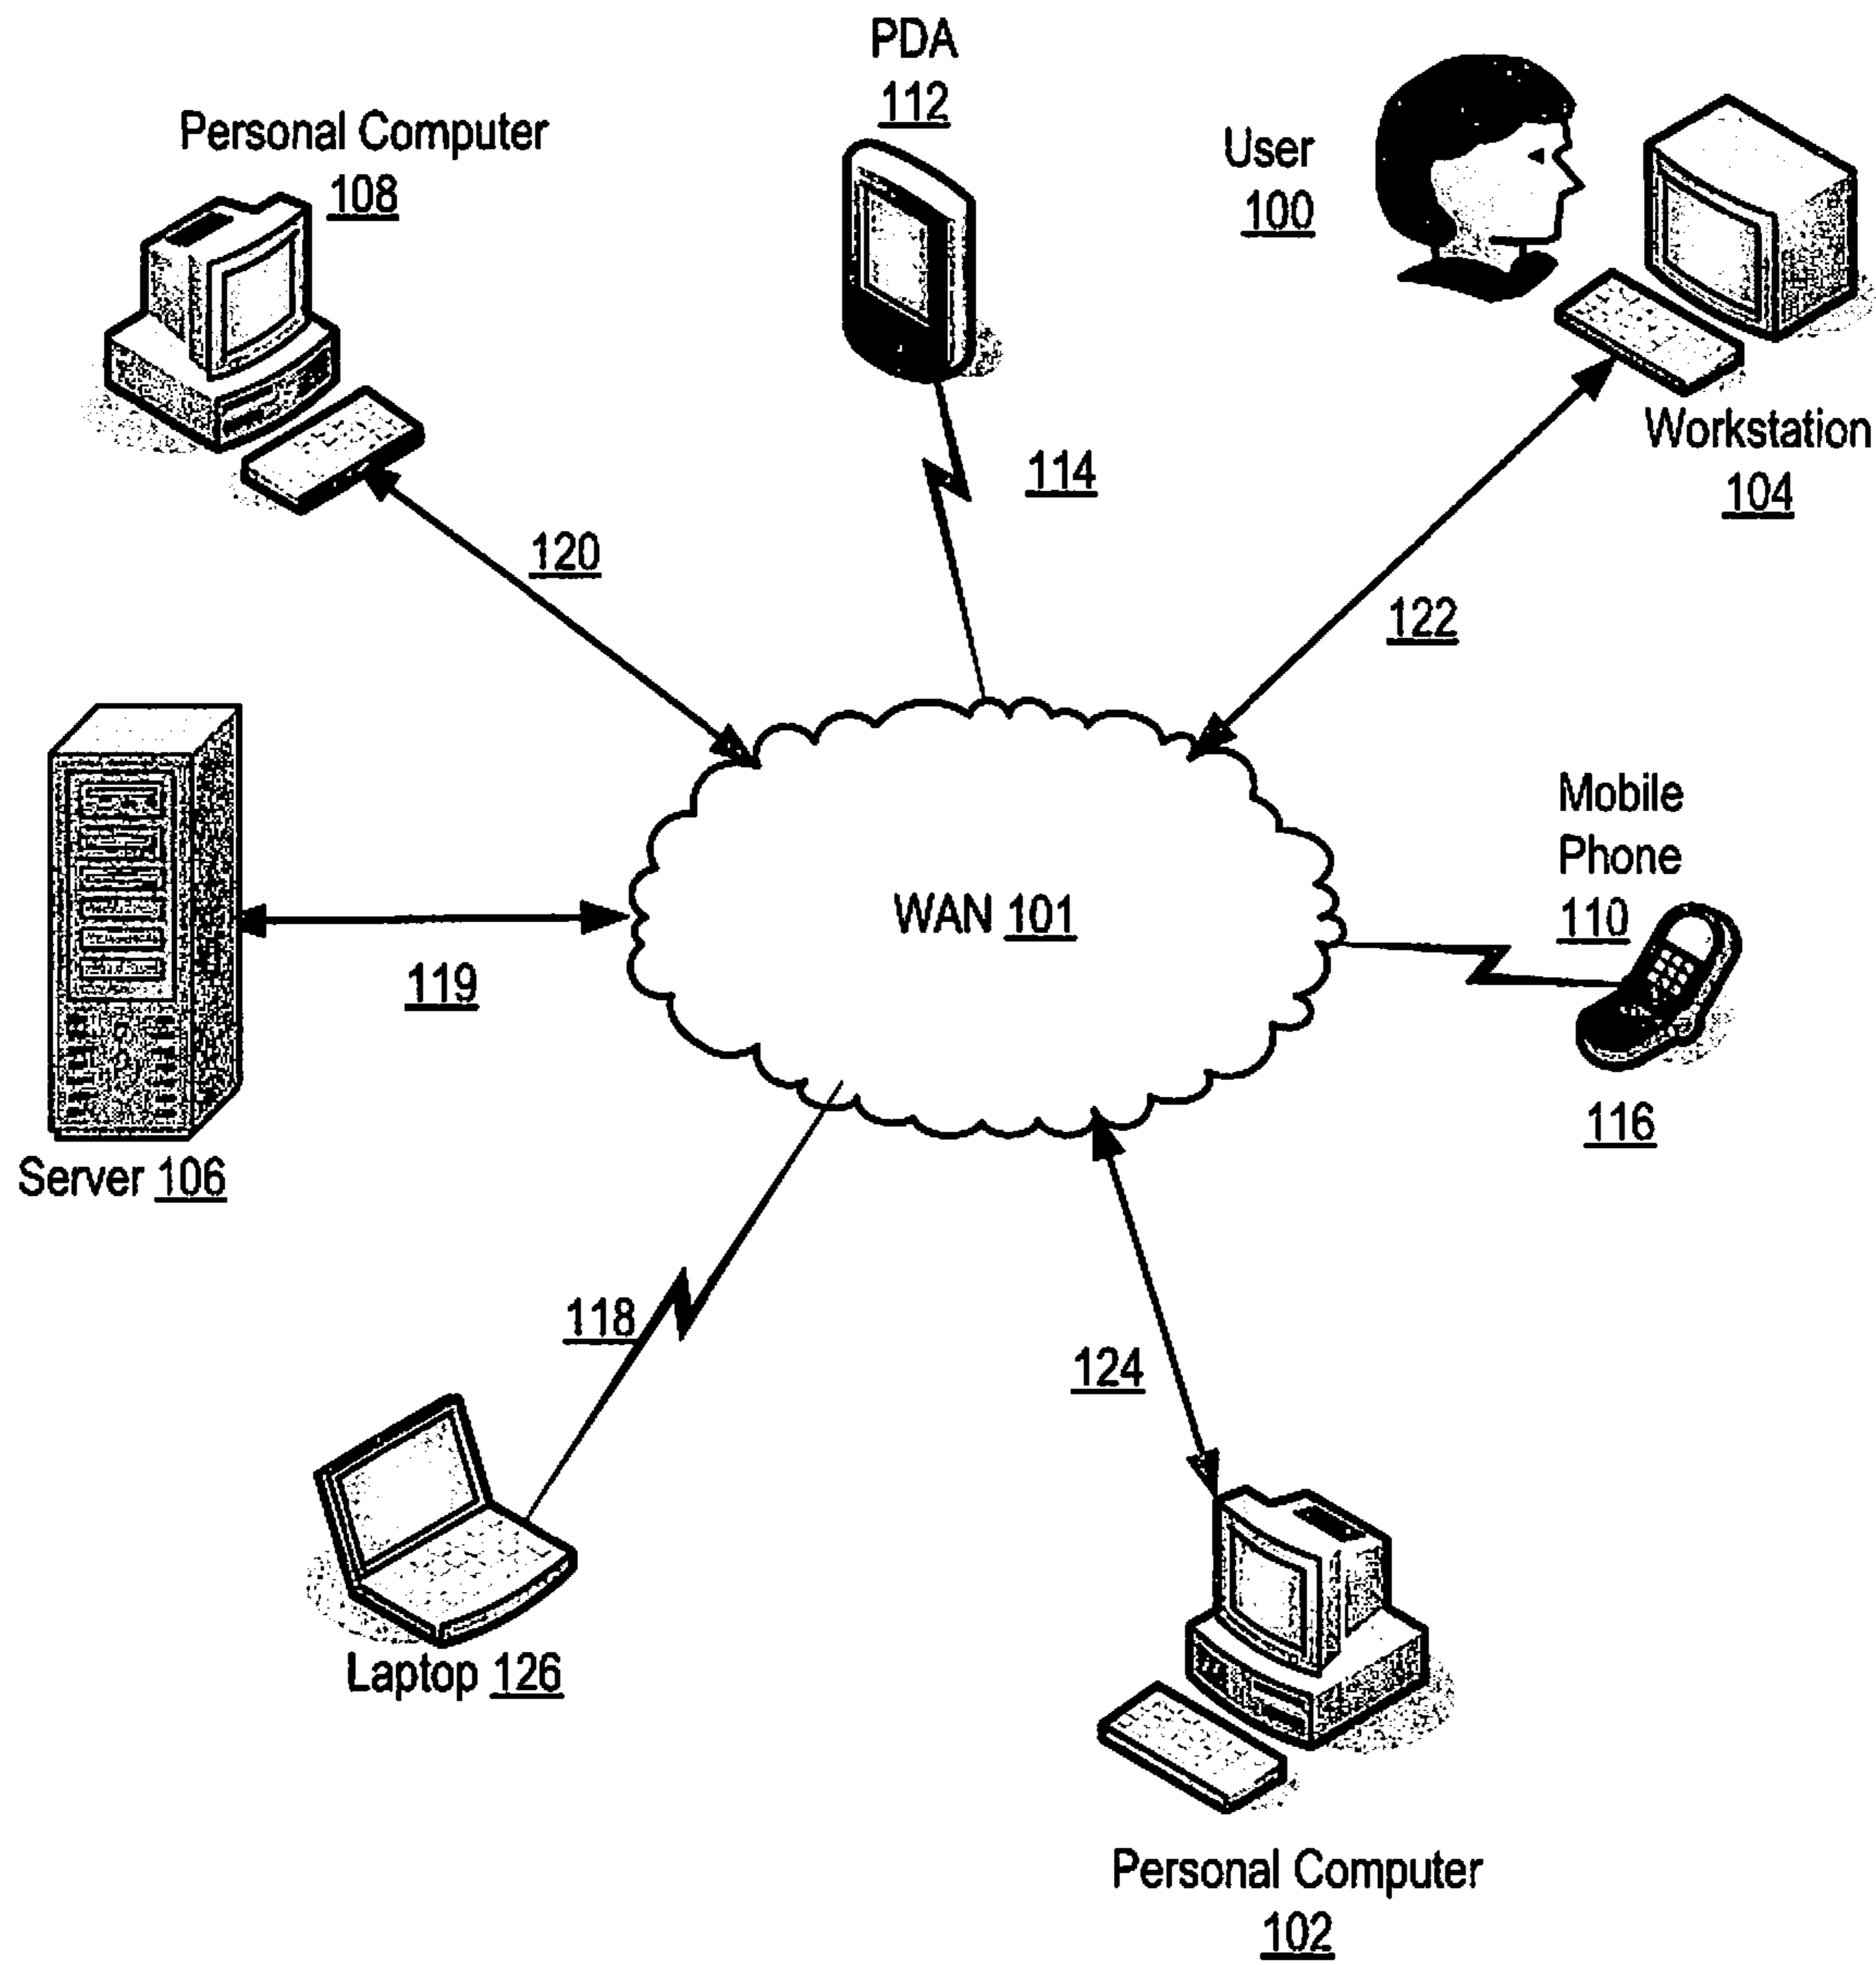 PDA
112
Personal Computer
108
User
100
Workstation
104
114
120
122
Mobile
Phone
110
WAN 101
119
116
Server 106
118
124
Laptop 126
Personal Computer
102